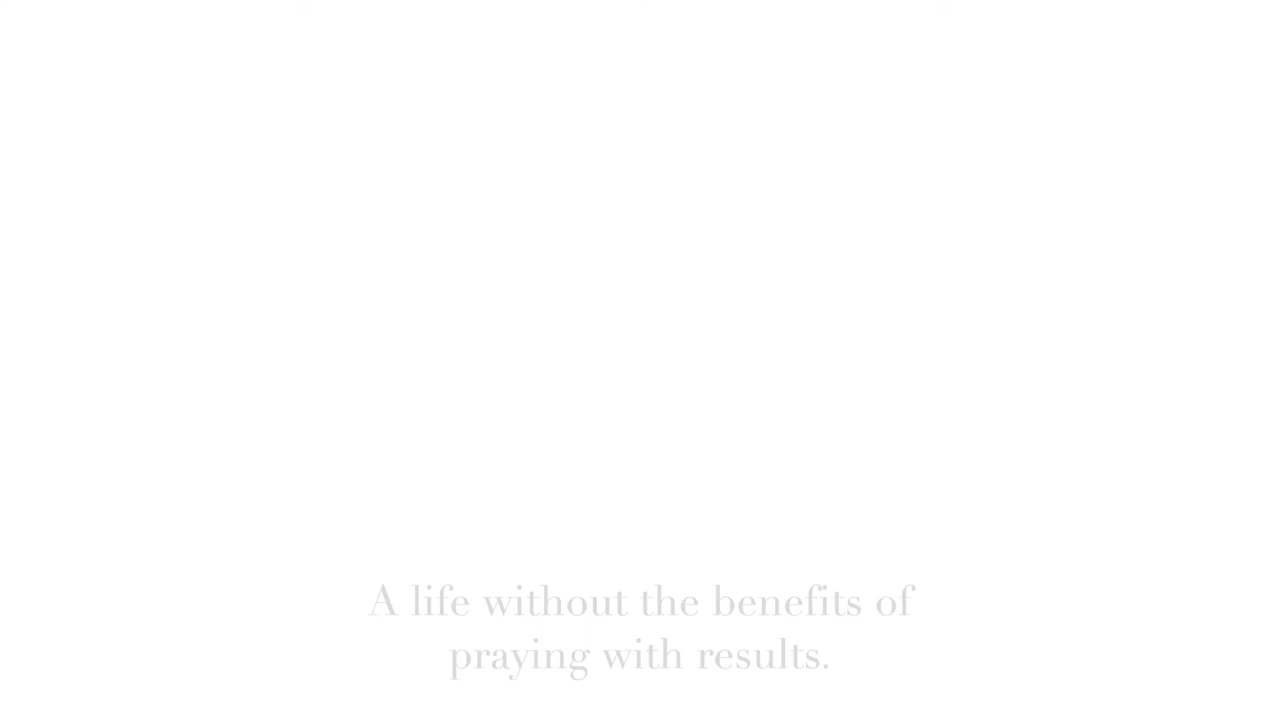 A life without the benefits of
praying with results.